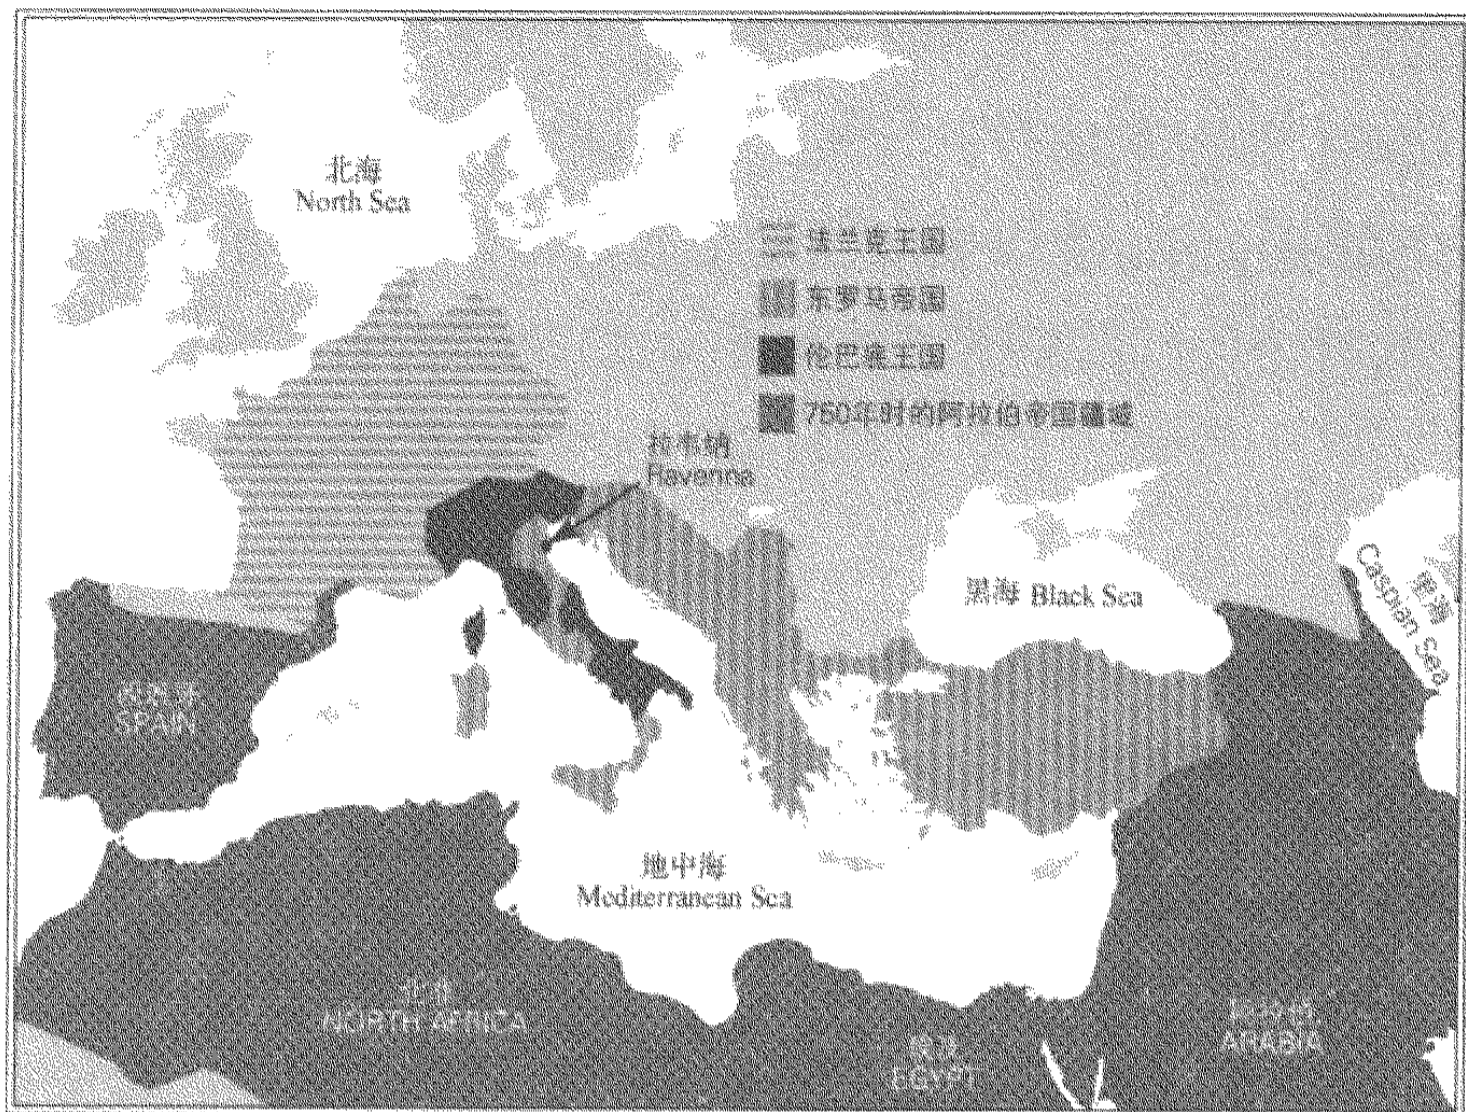 北海
North Sea
法兰克王国
东罗马帝国
伦巴底王国
750年时的阿拉伯帝国疆域
拉韦纳
Ravenna
黑海 Black Sea
里海
Caspian Sea
西班牙
SPAIN
地中海
Mediterranean Sea
北非
NORTH AFRICA
埃及
EGYPT
阿拉伯
ARABIA